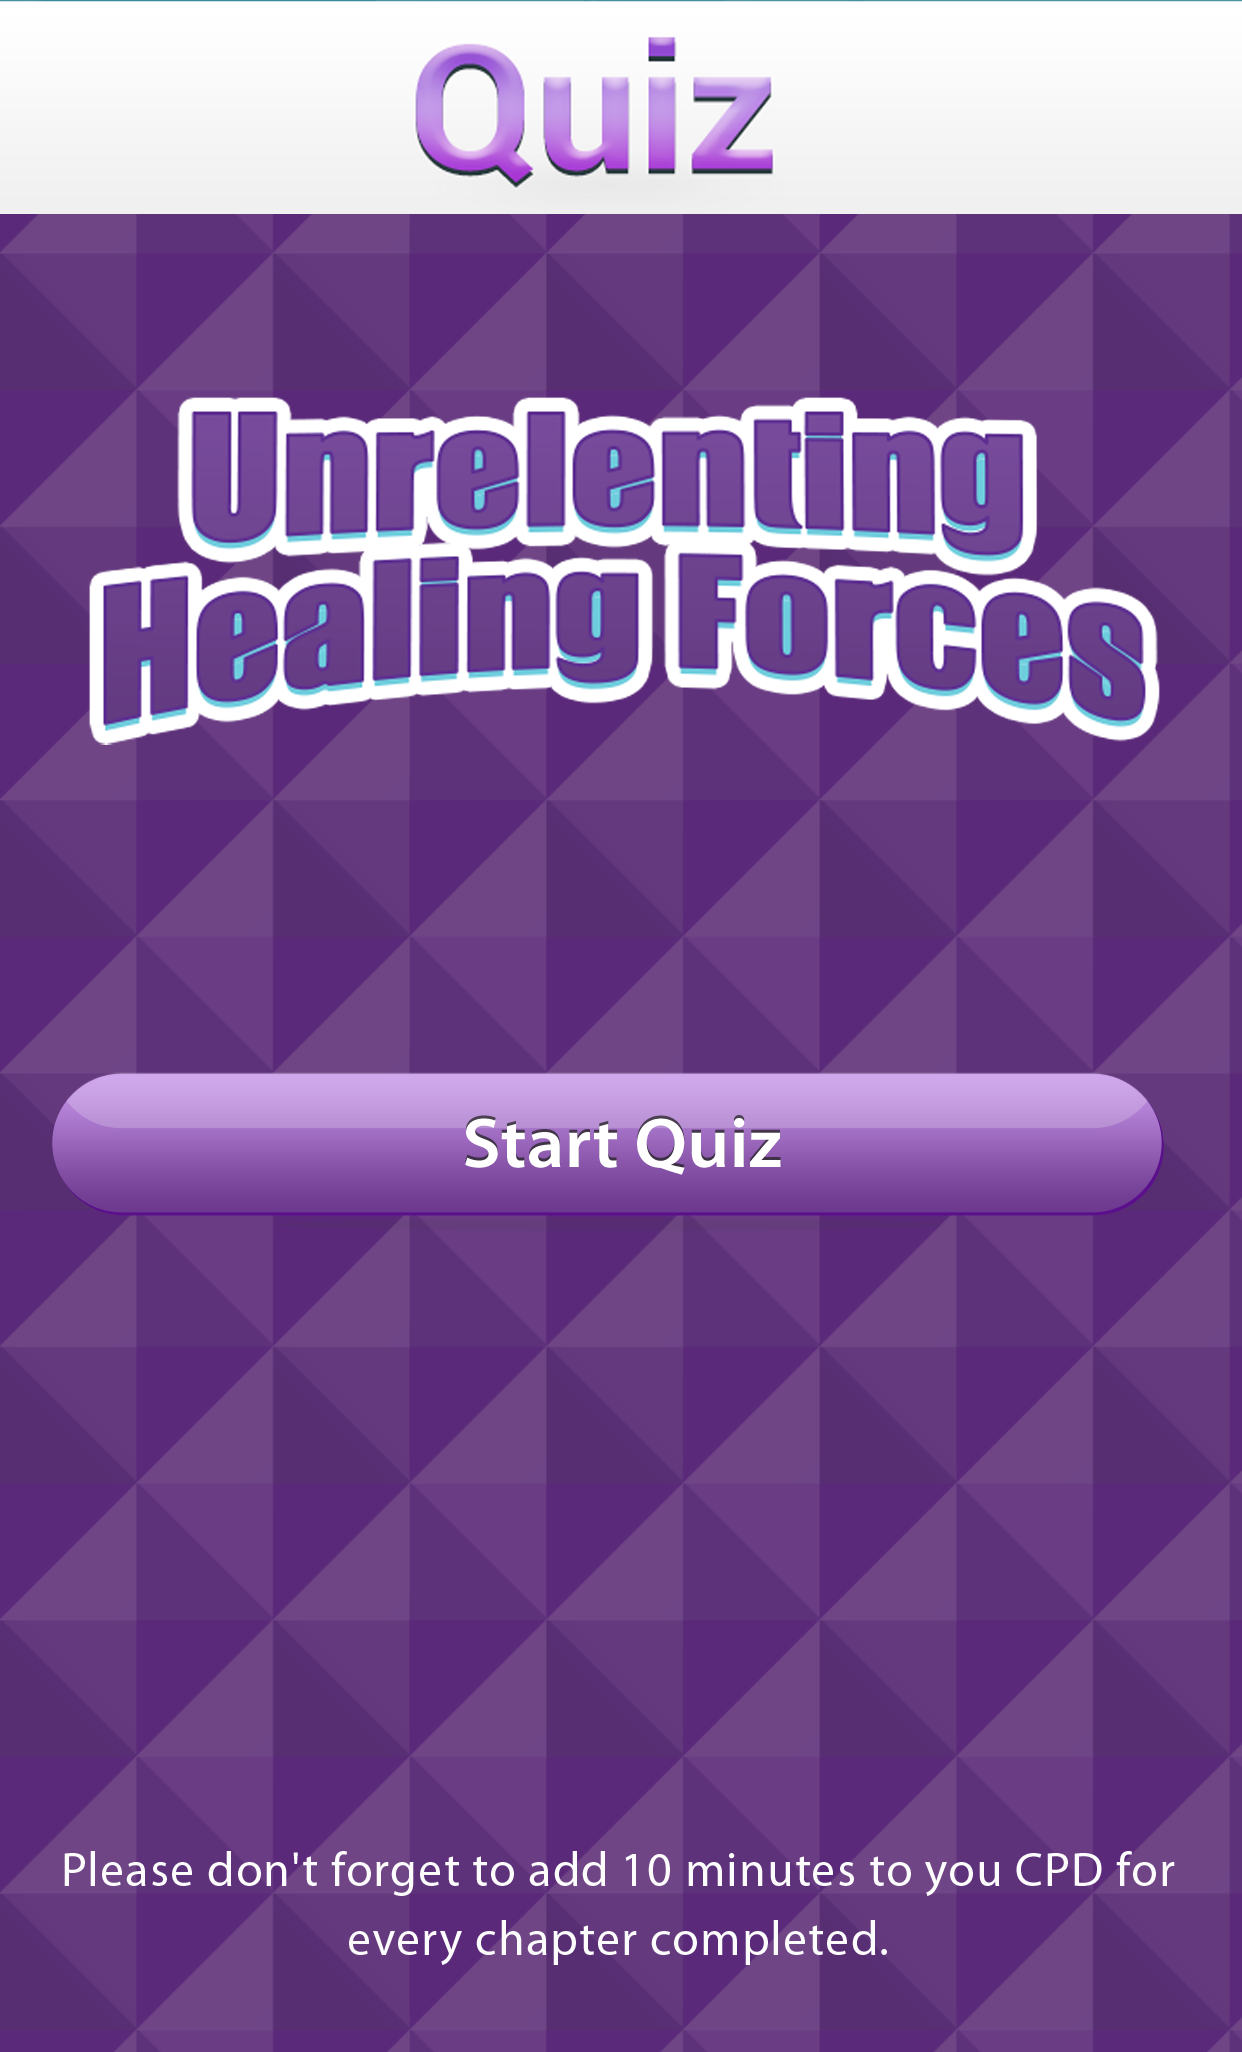 Quiz
Unrelenting
Healing Forces
Start Quiz
Please don't forget to add 10 minutes to you CPD for
every chapter completed.